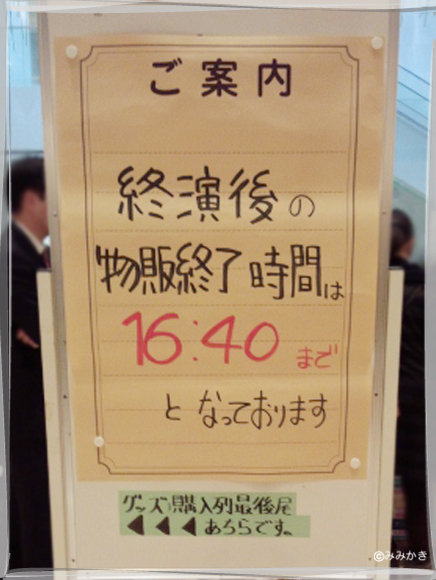 ご案内
終演後の
物販終了時間は
16:40まで
となっております
グッズ購入列最後尾
◀◀◀あちらです。
©みみかき